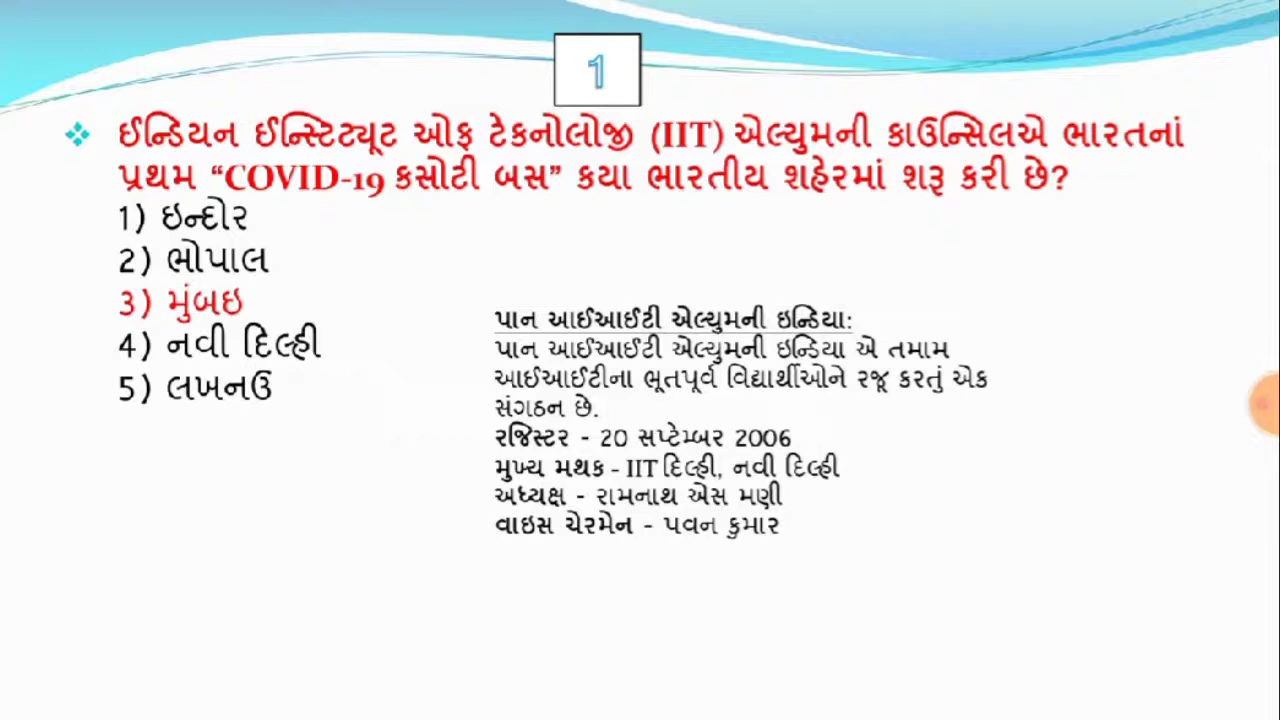 1
ઈન્ડિયન ઈન્સ્ટિટ્યૂટ ઓફ ટેકનોલોજી (IIT) એલ્યુમની કાઉન્સિલએ ભારતનાં
પ્રથમ “COVID-19 કસોટી બસ” કયા ભારતીય શહેરમાં શરૂ કરી છે?
1) ઇન્દોર
2) ભોપાલ
3) મુંબઇ
4) નવી દિલ્હી
5) લખનઉ
પાન આઈઆઈટી એલ્યુમની ઇન્ડિયા:
પાન આઈઆઈટી એલ્યુમની ઇન્ડિયા એ તમામ
આઈઆઈટીના ભૂતપૂર્વ વિદ્યાર્થીઓને રજૂ કરતું એક
સંગઠન છે.
રજિસ્ટર - 20 સપ્ટેમ્બર 2006
મુખ્ય મથક - IIT દિલ્હી, નવી દિલ્હી
અધ્યક્ષ - રામનાથ એસ મણી
વાઇસ ચેરમેન - પવન કુમાર